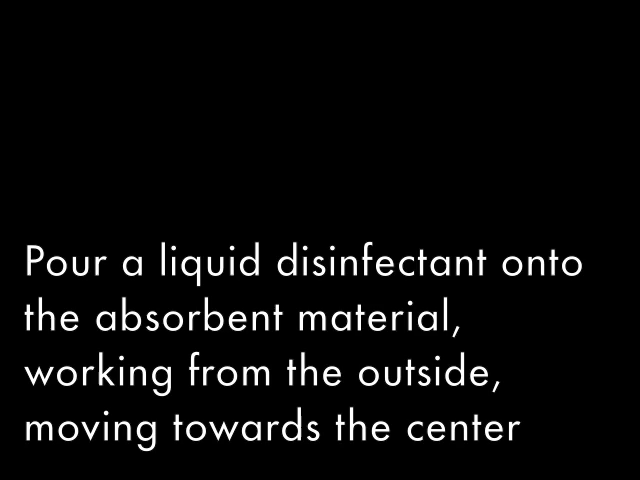 Pour a liquid disinfectant onto
the absorbent material,
working from the outside,
moving towards the center